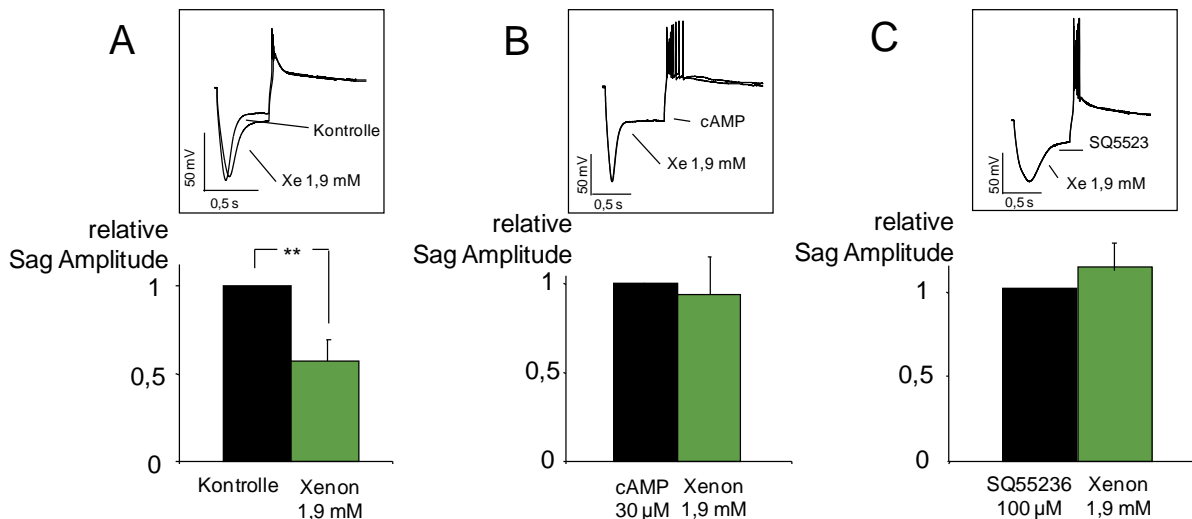 A
50 mV
0,5 s
Kontrolle
Xe 1,9 mM
relative
Sag Amplitude
**
1
0,5
0
Kontrolle
Xenon
1,9 mM
B
50 mV
0,5 s
cAMP
Xe 1,9 mM
relative
Sag Amplitude
1
0,5
0
cAMP
30 µM
Xenon
1,9 mM
C
50 mV
0,5 s
SQ5523
Xe 1,9 mM
relative
Sag Amplitude
1
0,5
0
SQ55236
100 µM
Xenon
1,9 mM